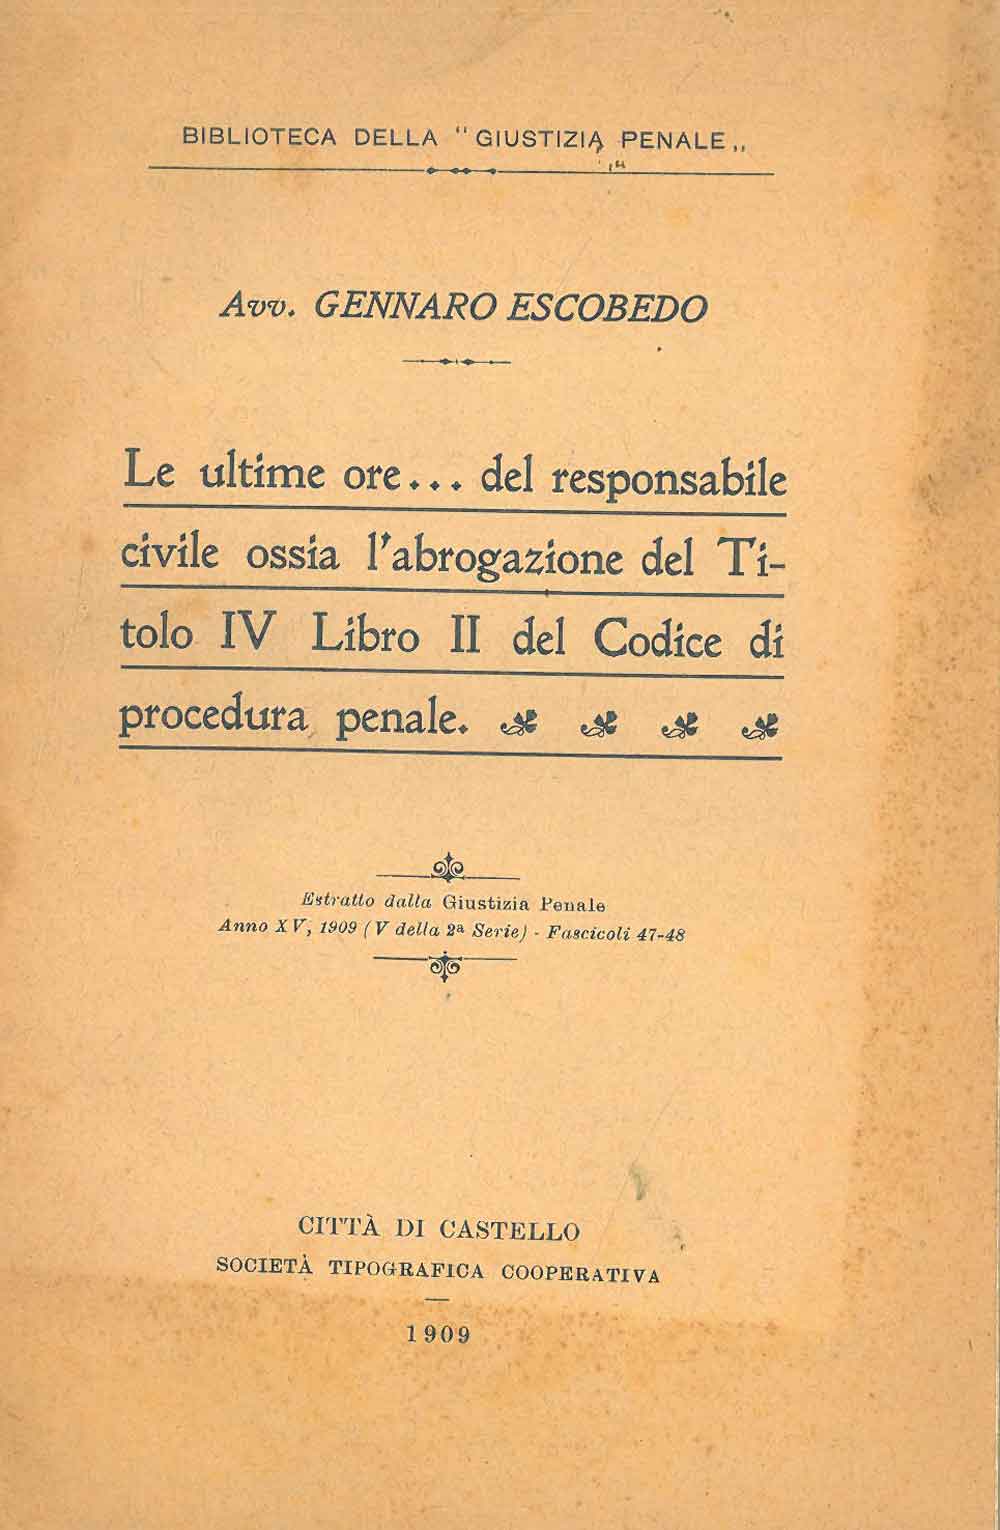 BIBLIOTECA DELLA "GIUSTIZIA PENALE„
Avv. GENNARO ESCOBEDO
Le ultime ore... del responsabile
civile ossia l'abrogazione del Ti-
tolo IV Libro II del Codice di
procedura penale.
Estratto dalla Giustizia Penale
Anno XV, 1909 (V della 2ª Serie) - Fascicoli 47-48
CITTÀ DI CASTELLO
SOCIETÀ TIPOGRAFICA COOPERATIVA
1909